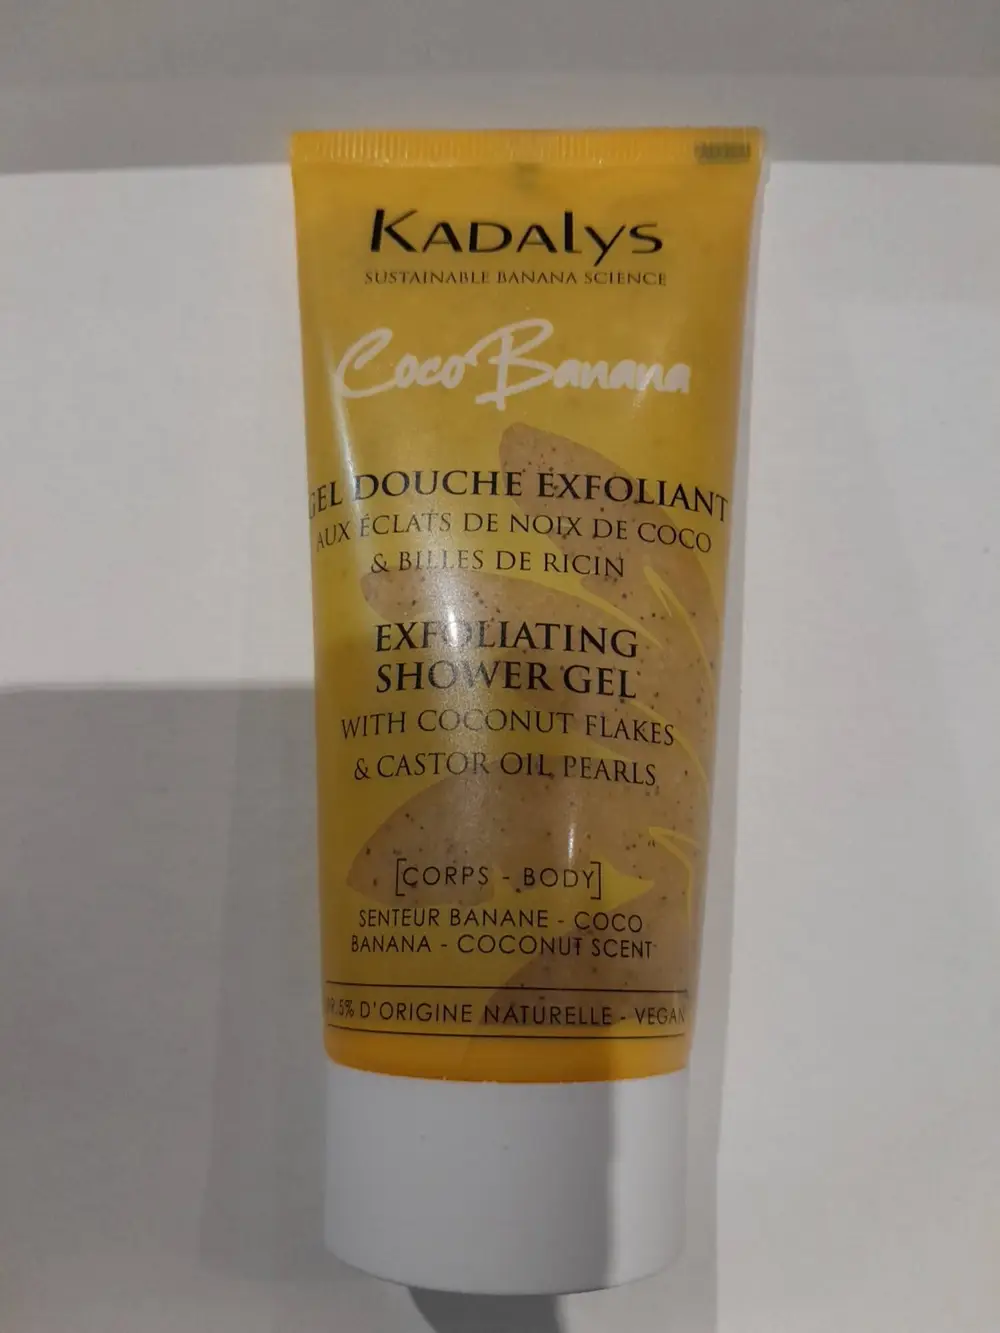 KADALYS
SUSTAINABLE BANANA SCIENCE
Coco Banana
GEL DOUCHE EXFOLIANT
AUX ÉCLATS DE NOIX DE COCO
& BILLES DE RICIN
EXFOLIATING
SHOWER GEL
WITH COCONUT FLAKES
& CASTOR OIL PEARLS
[CORPS - BODY]
SENTEUR BANANE - COCO
BANANA - COCONUT SCENT
D'ORIGINE NATURELLE - VEGAN